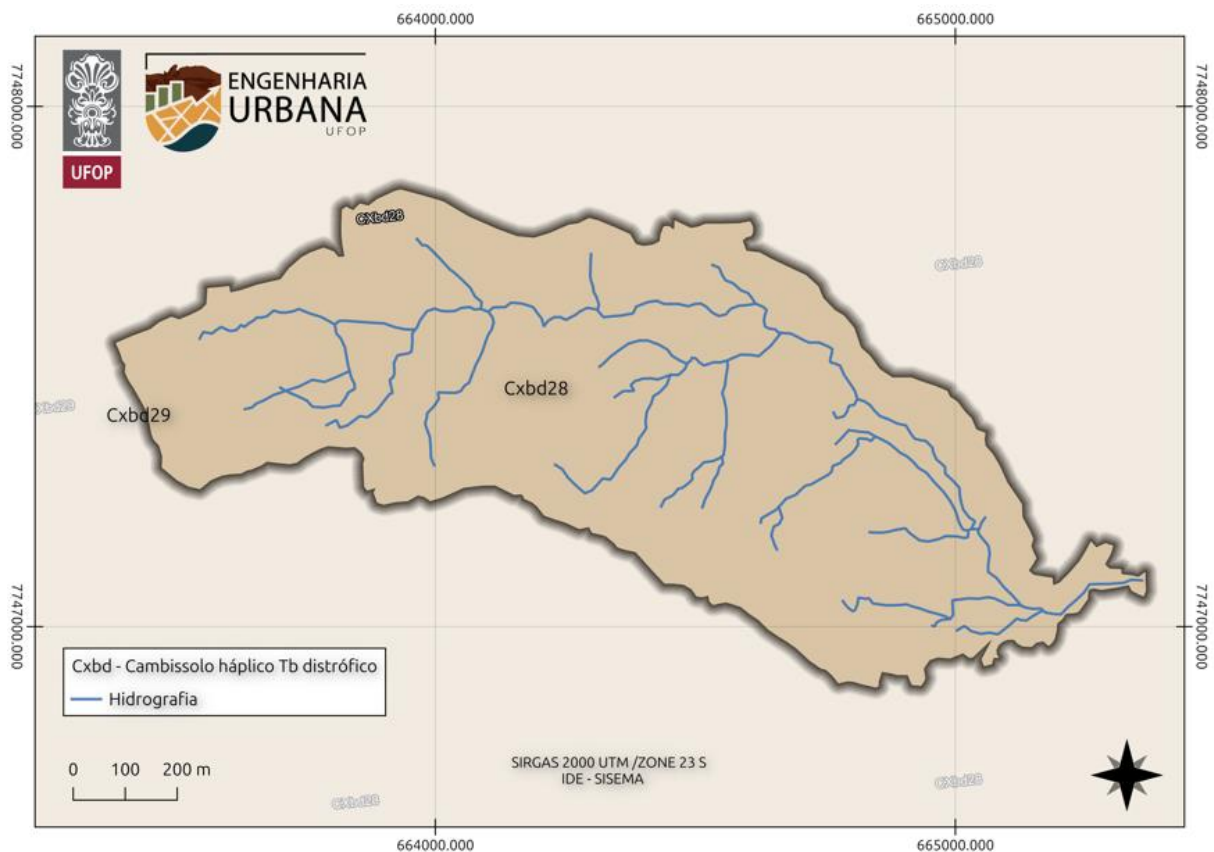 664000.000
665000.000
7748000.000
7748000.000
ENGENHARIA
URBANA
UFOP
UFOP
CXbd28
CXbd28
Cxbd28
Cxbd29
7747000.000
7747000.000
Cxbd - Cambissolo háplico Tb distrófico
Hidrografia
0 100 200 m
SIRGAS 2000 UTM /ZONE 23 S
IDE - SISEMA
CXbd28
CXbd28
664000.000
665000.000